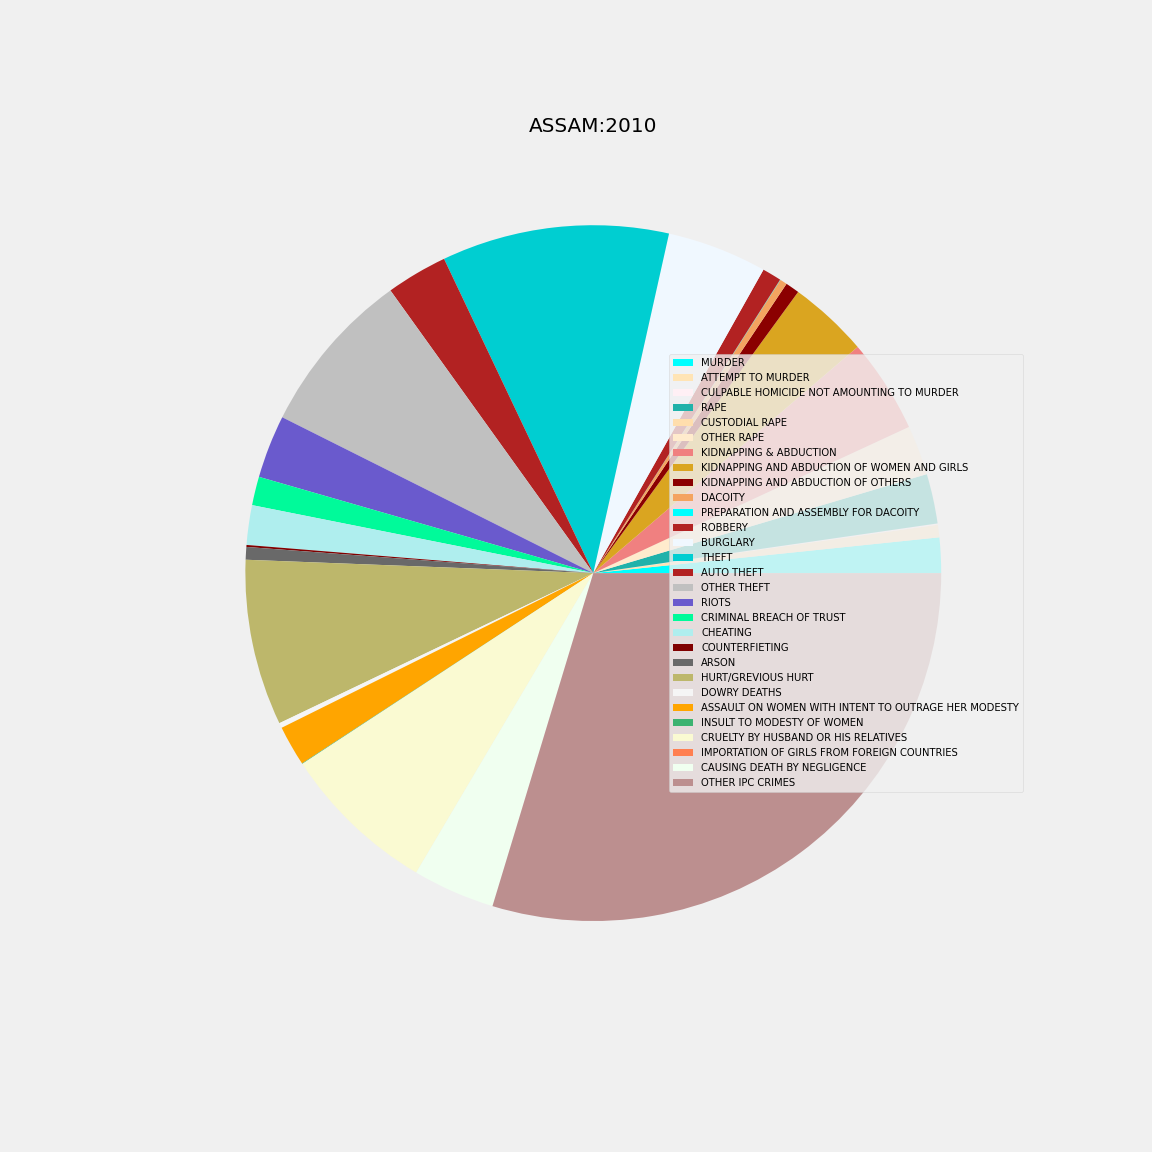 ASSAM:2010
MURDER
ATTEMPT TO MURDER
CULPABLE HOMICIDE NOT AMOUNTING TO MURDER
RAPE
CUSTODIAL RAPE
OTHER RAPE
KIDNAPPING & ABDUCTION
KIDNAPPING AND ABDUCTION OF WOMEN AND GIRLS
KIDNAPPING AND ABDUCTION OF OTHERS
DACOITY
PREPARATION AND ASSEMBLY FOR DACOITY
ROBBERY
BURGLARY
THEFT
AUTO THEFT
OTHER THEFT
RIOTS
CRIMINAL BREACH OF TRUST
CHEATING
COUNTERFIETING
ARSON
HURT/GREVIOUS HURT
DOWRY DEATHS
ASSAULT ON WOMEN WITH INTENT TO OUTRAGE HER MODESTY
INSULT TO MODESTY OF WOMEN
CRUELTY BY HUSBAND OR HIS RELATIVES
IMPORTATION OF GIRLS FROM FOREIGN COUNTRIES
CAUSING DEATH BY NEGLIGENCE
OTHER IPC CRIMES